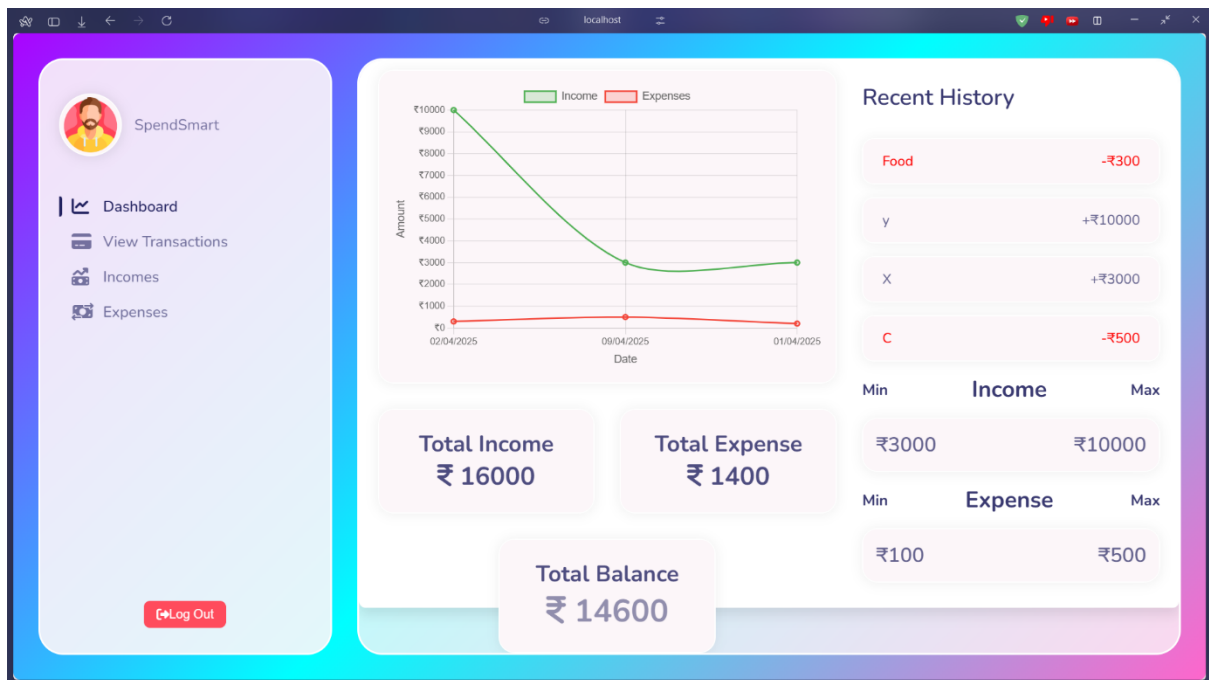 localhost
SpendSmart
Dashboard
View Transactions
Incomes
Expenses
Log Out
Income Expenses
₹10000
₹9000
₹8000
₹7000
₹6000
₹5000
₹4000
₹3000
₹2000
₹1000
₹0
Amount
02/04/2025 09/04/2025 01/04/2025
Date
Total Income
₹ 16000
Total Expense
₹ 1400
Total Balance
₹ 14600
Recent History
Food -₹300
y +₹10000
X +₹3000
C -₹500
Min Income Max
₹3000 ₹10000
Min Expense Max
₹100 ₹500